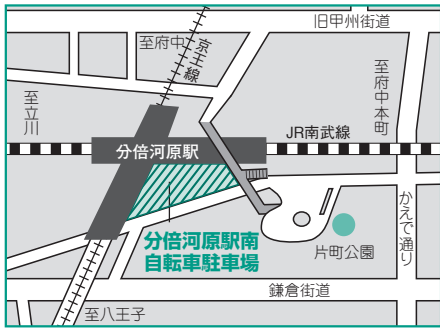 旧甲州街道
至府中
京王線
至立川
至府中本町
JR南武線
分倍河原駅
かえで通り
分倍河原駅南
自転車駐車場
片町公園
鎌倉街道
至八王子